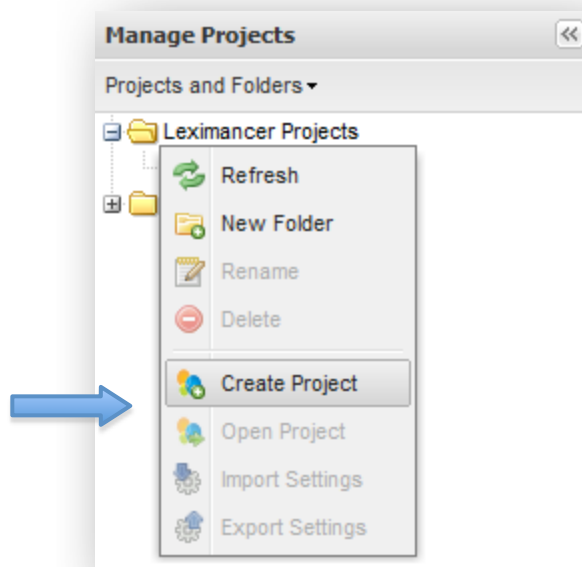 Manage Projects
Projects and Folders
Leximancer Projects
Refresh
New Folder
Rename
Delete
Create Project
Open Project
Import Settings
Export Settings